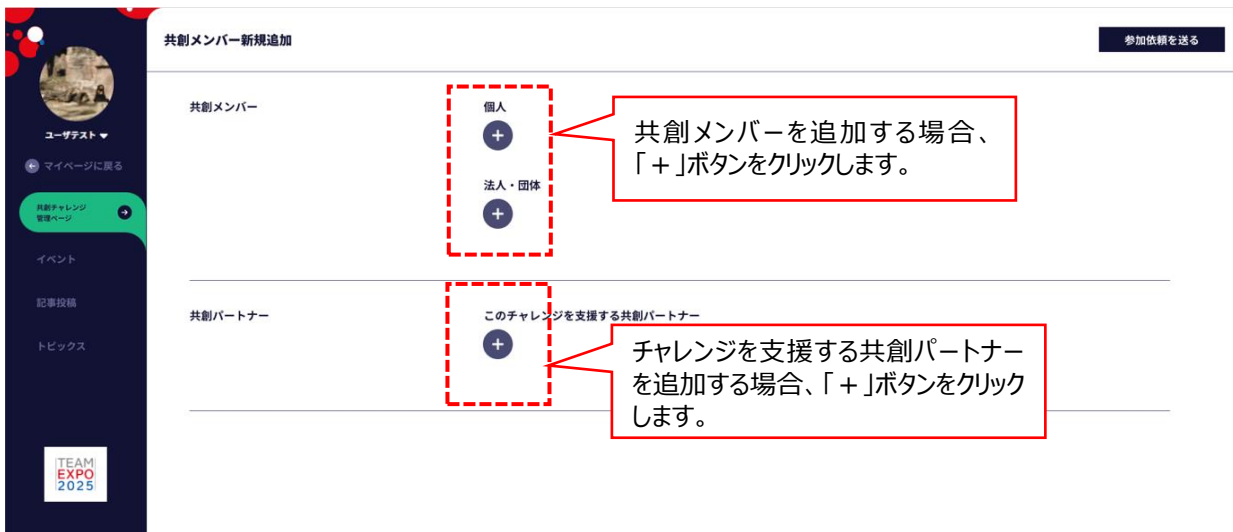 共創メンバー新規追加
参加依頼を送る
ユーザテスト
マイページに戻る
共創チャレンジ
管理ページ
イベント
記事投稿
トピックス
TEAM
EXPO
2025
共創メンバー
個人
法人・団体
共創メンバーを追加する場合、
「+」ボタンをクリックします。
共創パートナー
このチャレンジを支援する共創パートナー
チャレンジを支援する共創パートナー
を追加する場合、「+」ボタンをクリック
します。